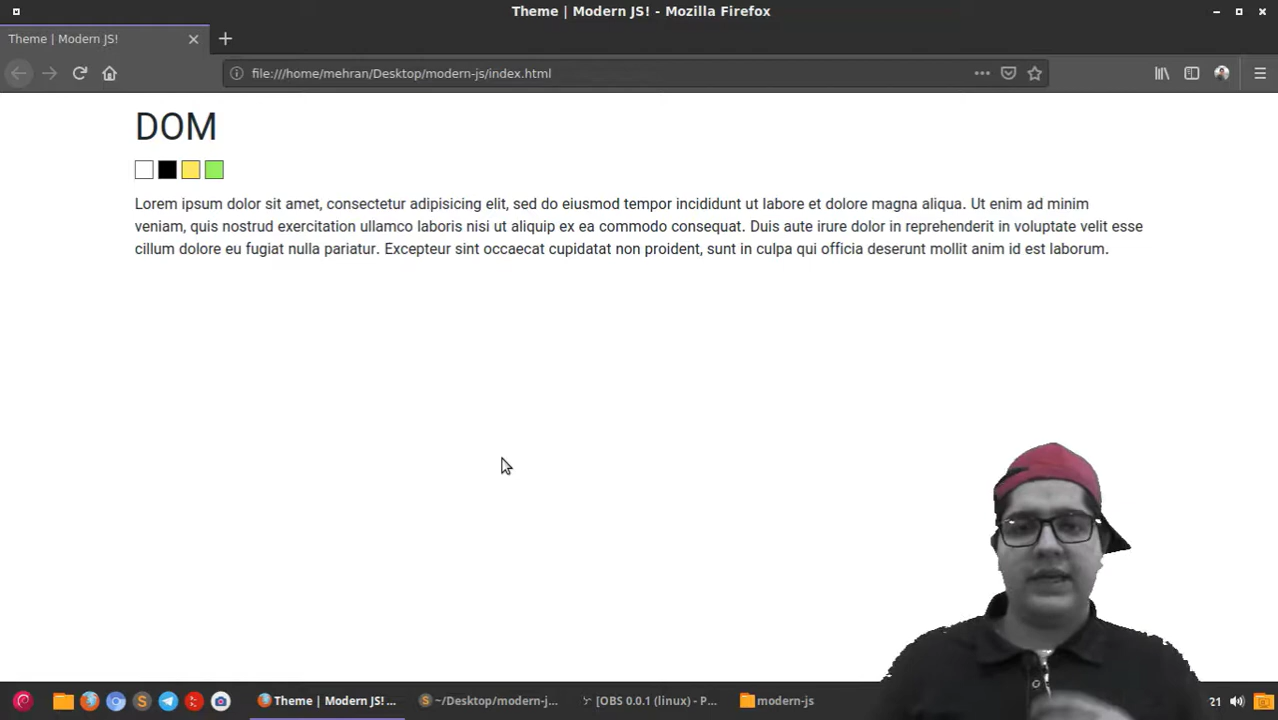 Theme | Modern JS! - Mozilla Firefox
Theme | Modern JS!
file:///home/mehran/Desktop/modern-js/index.html
DOM
Lorem ipsum dolor sit amet, consectetur adipisicing elit, sed do eiusmod tempor incididunt ut labore et dolore magna aliqua. Ut enim ad minim
veniam, quis nostrud exercitation ullamco laboris nisi ut aliquip ex ea commodo consequat. Duis aute irure dolor in reprehenderit in voluptate velit esse
cillum dolore eu fugiat nulla pariatur. Excepteur sint occaecat cupidatat non proident, sunt in culpa qui officia deserunt mollit anim id est laborum.
Theme | Modern JS! ... ~/Desktop/modern-j... [OBS 0.0.1 (linux) - P... modern-js 21